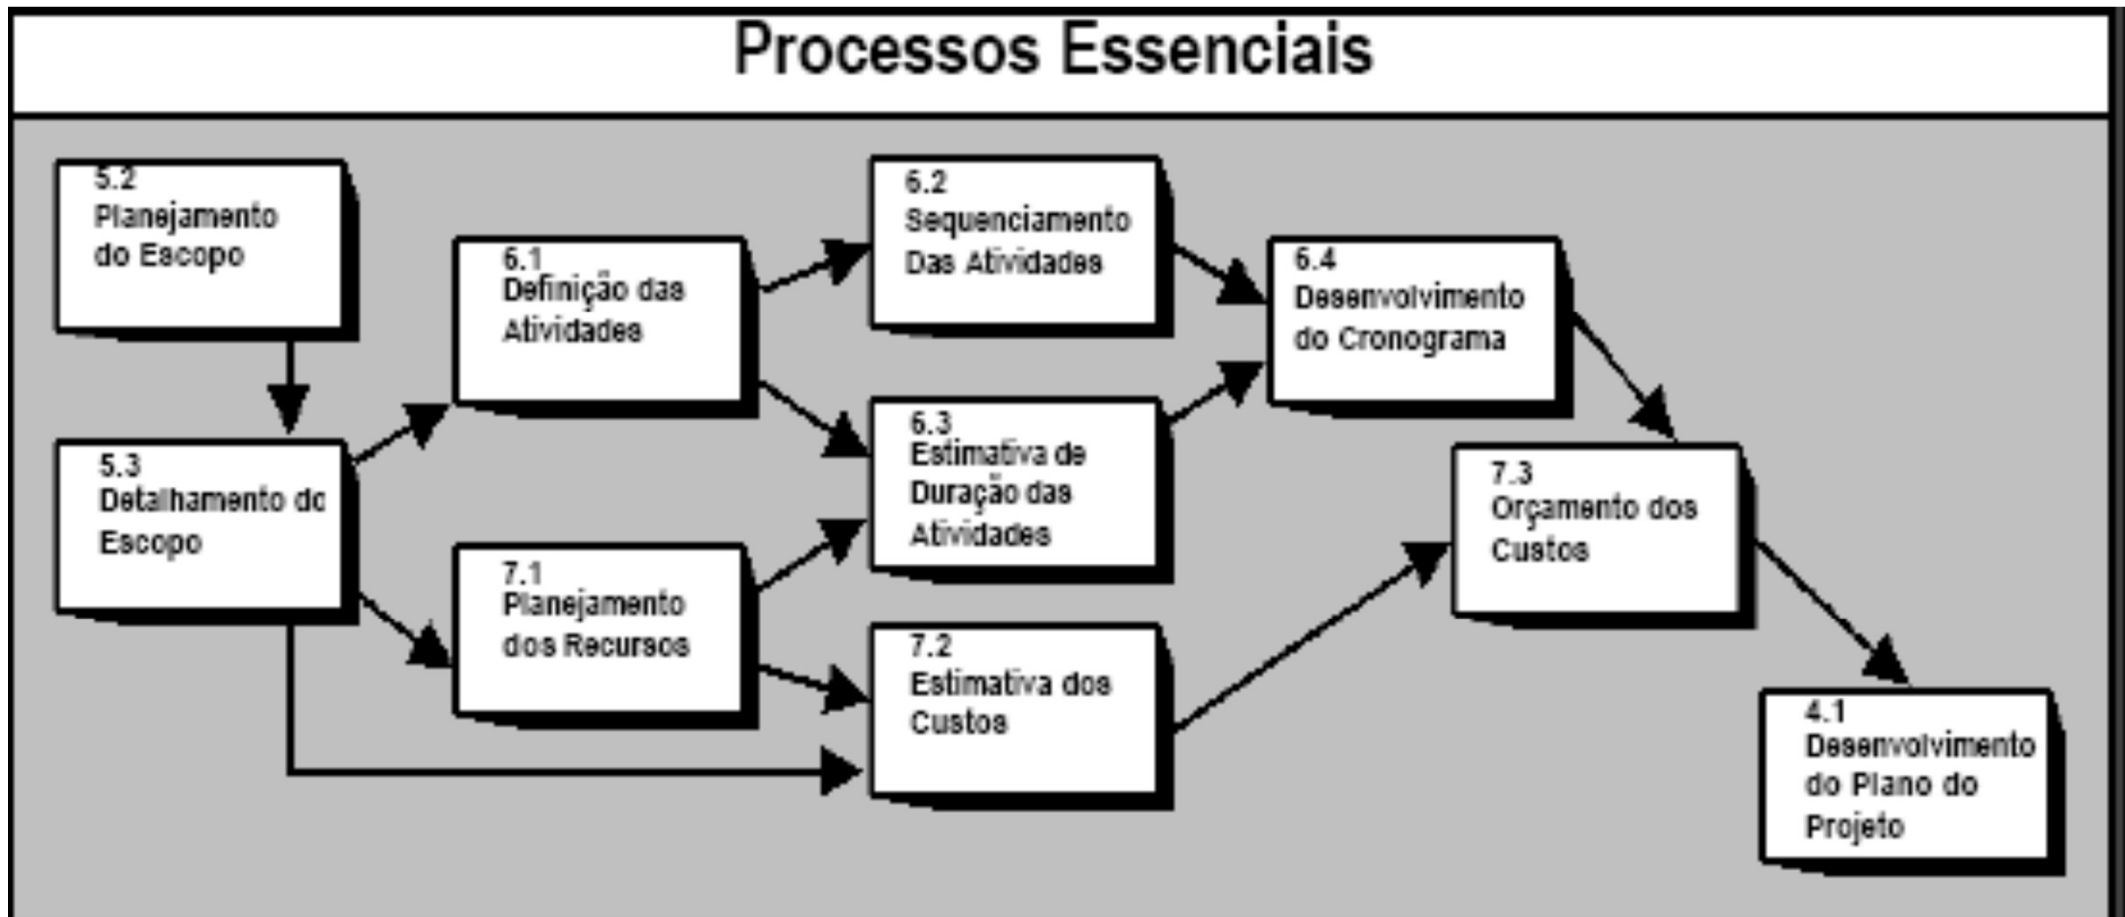 Processos Essenciais
5.2
Planejamento
do Escopo
5.3
Detalhamento do
Escopo
6.1
Definição das
Atividades
7.1
Planejamento
dos Recursos
6.2
Sequenciamento
Das Atividades
6.3
Estimativa de
Duração das
Atividades
7.2
Estimativa dos
Custos
6.4
Desenvolvimento
do Cronograma
7.3
Orçamento dos
Custos
4.1
Desenvolvimento
do Plano do
Projeto